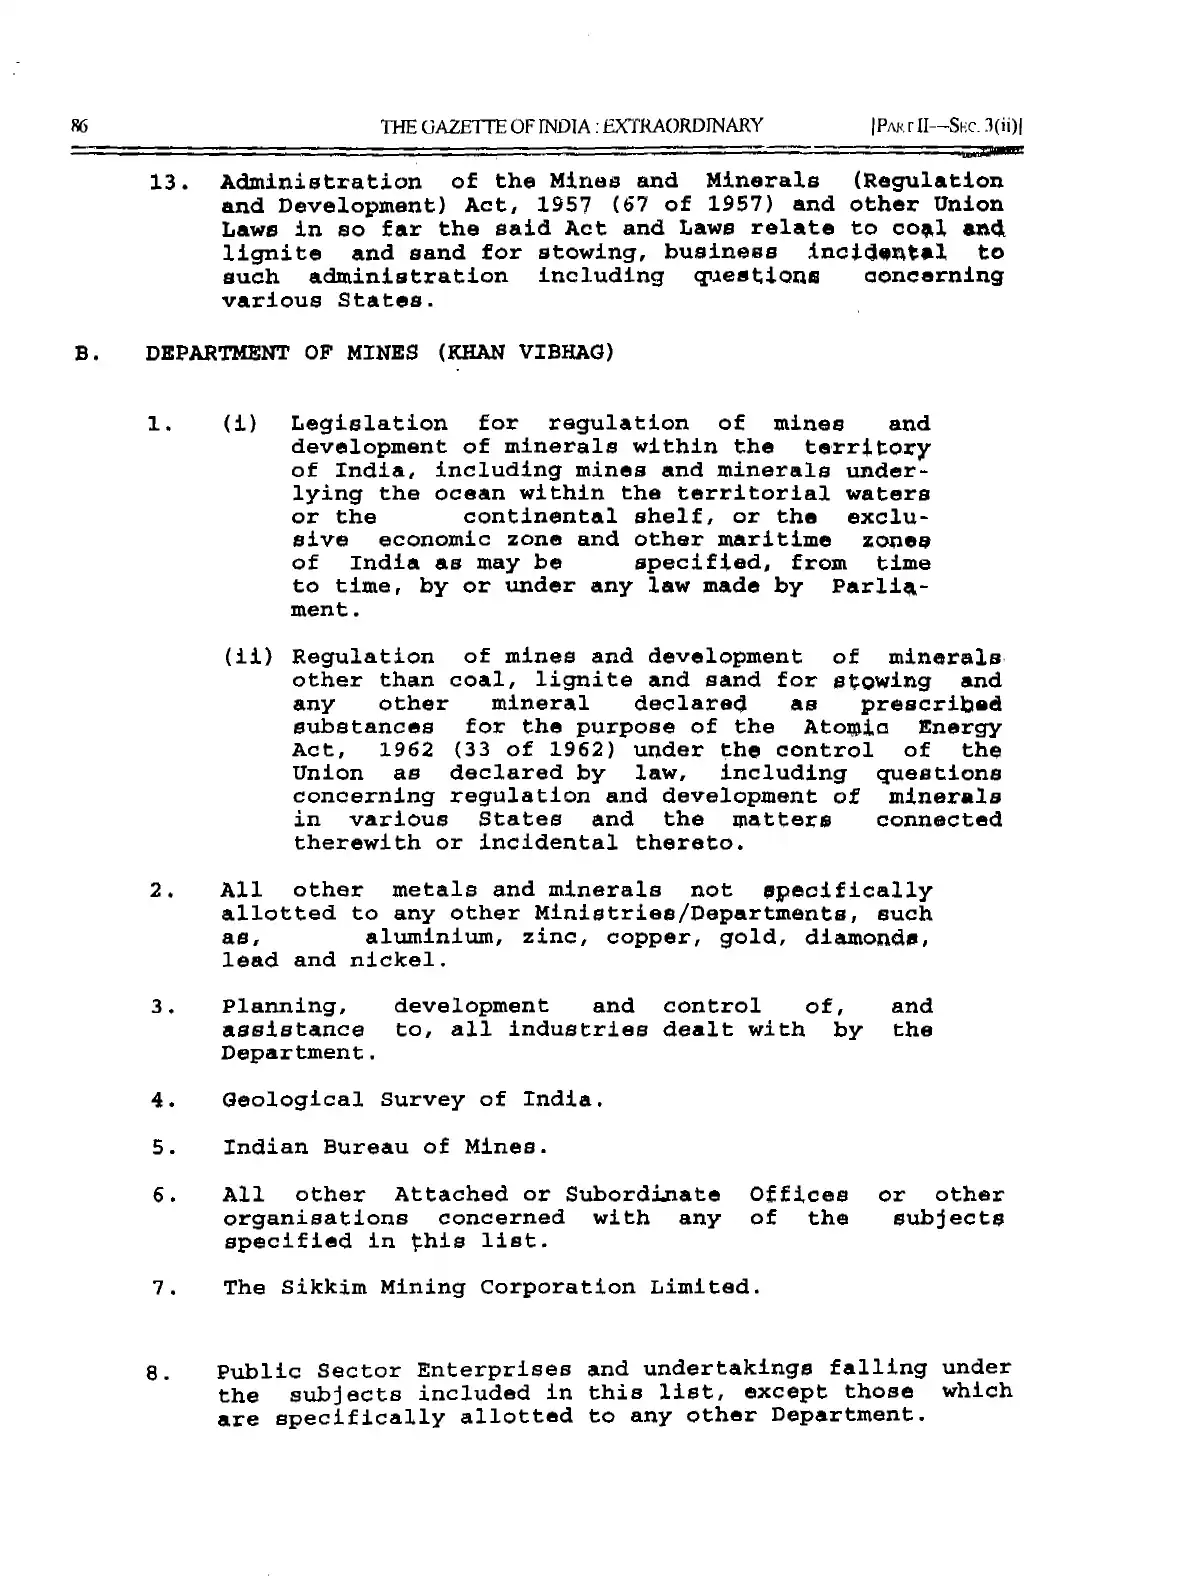 86 THE GAZETTE OF INDIA : EXTRAORDINARY [PART II—SEC. 3(ii)]
13. Administration of the Mines and Minerals (Regulation
and Development) Act, 1957 (67 of 1957) and other Union
Laws in so far the said Act and Laws relate to coal and
lignite and sand for stowing, business incidental to
such administration including questions concerning
various States.
B. DEPARTMENT OF MINES (KHAN VIBHAG)
1. (i) Legislation for regulation of mines and
development of minerals within the territory
of India, including mines and minerals under-
lying the ocean within the territorial waters
or the continental shelf, or the exclu-
sive economic zone and other maritime zones
of India as may be specified, from time
to time, by or under any law made by Parlia-
ment.
(ii) Regulation of mines and development of minerals
other than coal, lignite and sand for stowing and
any other mineral declared as prescribed
substances for the purpose of the Atomic Energy
Act, 1962 (33 of 1962) under the control of the
Union as declared by law, including questions
concerning regulation and development of minerals
in various States and the matters connected
therewith or incidental thereto.
2. All other metals and minerals not specifically
allotted to any other Ministries/Departments, such
as, aluminium, zinc, copper, gold, diamonds,
lead and nickel.
3. Planning, development and control of, and
assistance to, all industries dealt with by the
Department.
4. Geological Survey of India.
5. Indian Bureau of Mines.
6. All other Attached or Subordinate Offices or other
organisations concerned with any of the subjects
specified in this list.
7. The Sikkim Mining Corporation Limited.
8. Public Sector Enterprises and undertakings falling under
the subjects included in this list, except those which
are specifically allotted to any other Department.